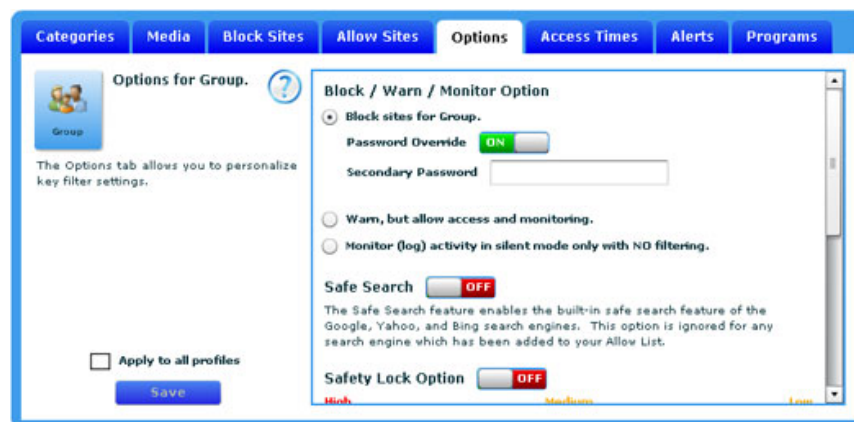 Categories
Media
Block Sites
Allow Sites
Options
Access Times
Alerts
Programs
Group
Options for Group.
?
The Options tab allows you to personalize
key filter settings.
Apply to all profiles
Save
Block / Warn / Monitor Option
Block sites for Group.
Password Override ON
Secondary Password
Warn, but allow access and monitoring.
Monitor (log) activity in silent mode only with NO filtering.
Safe Search OFF
The Safe Search feature enables the built-in safe search feature of the
Google, Yahoo, and Bing search engines. This option is ignored for any
search engine which has been added to your Allow List.
Safety Lock Option OFF
High Medium Low